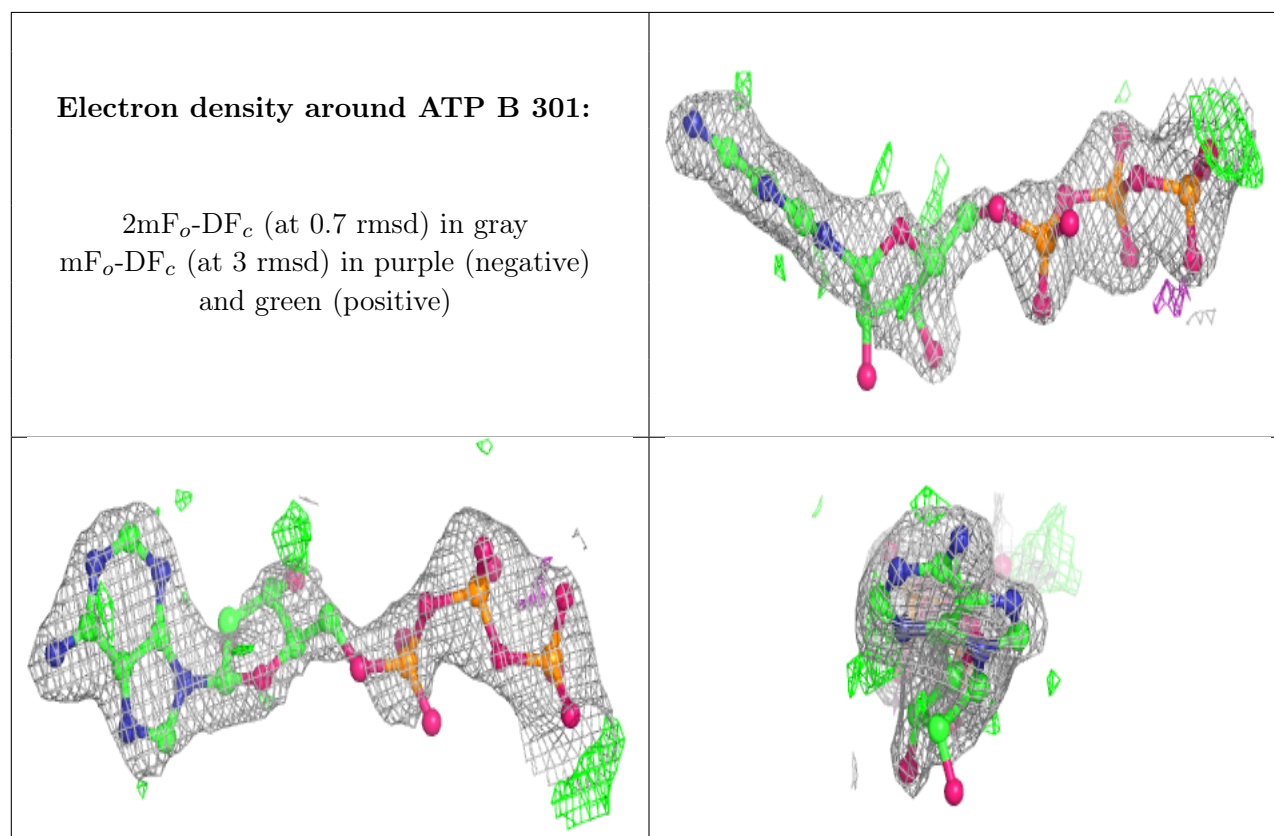 Electron density around ATP B 301:
2mFo-DFc (at 0.7 rmsd) in gray
mFo-DFc (at 3 rmsd) in purple (negative)
and green (positive)